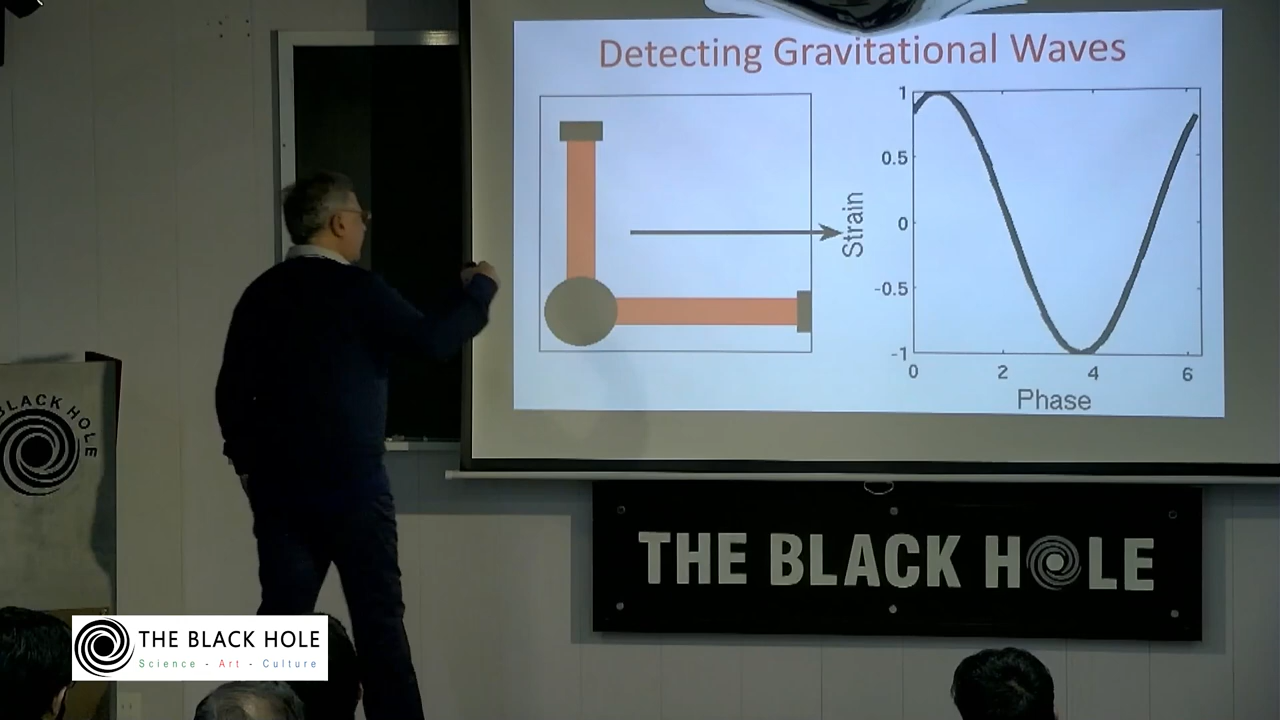 Detecting Gravitational Waves
1
0.5
0
-0.5
-1
Strain
0 2 4 6
Phase
BLACK HOLE
THE BLACK HOLE
THE BLACK HOLE
Science - Art - Culture